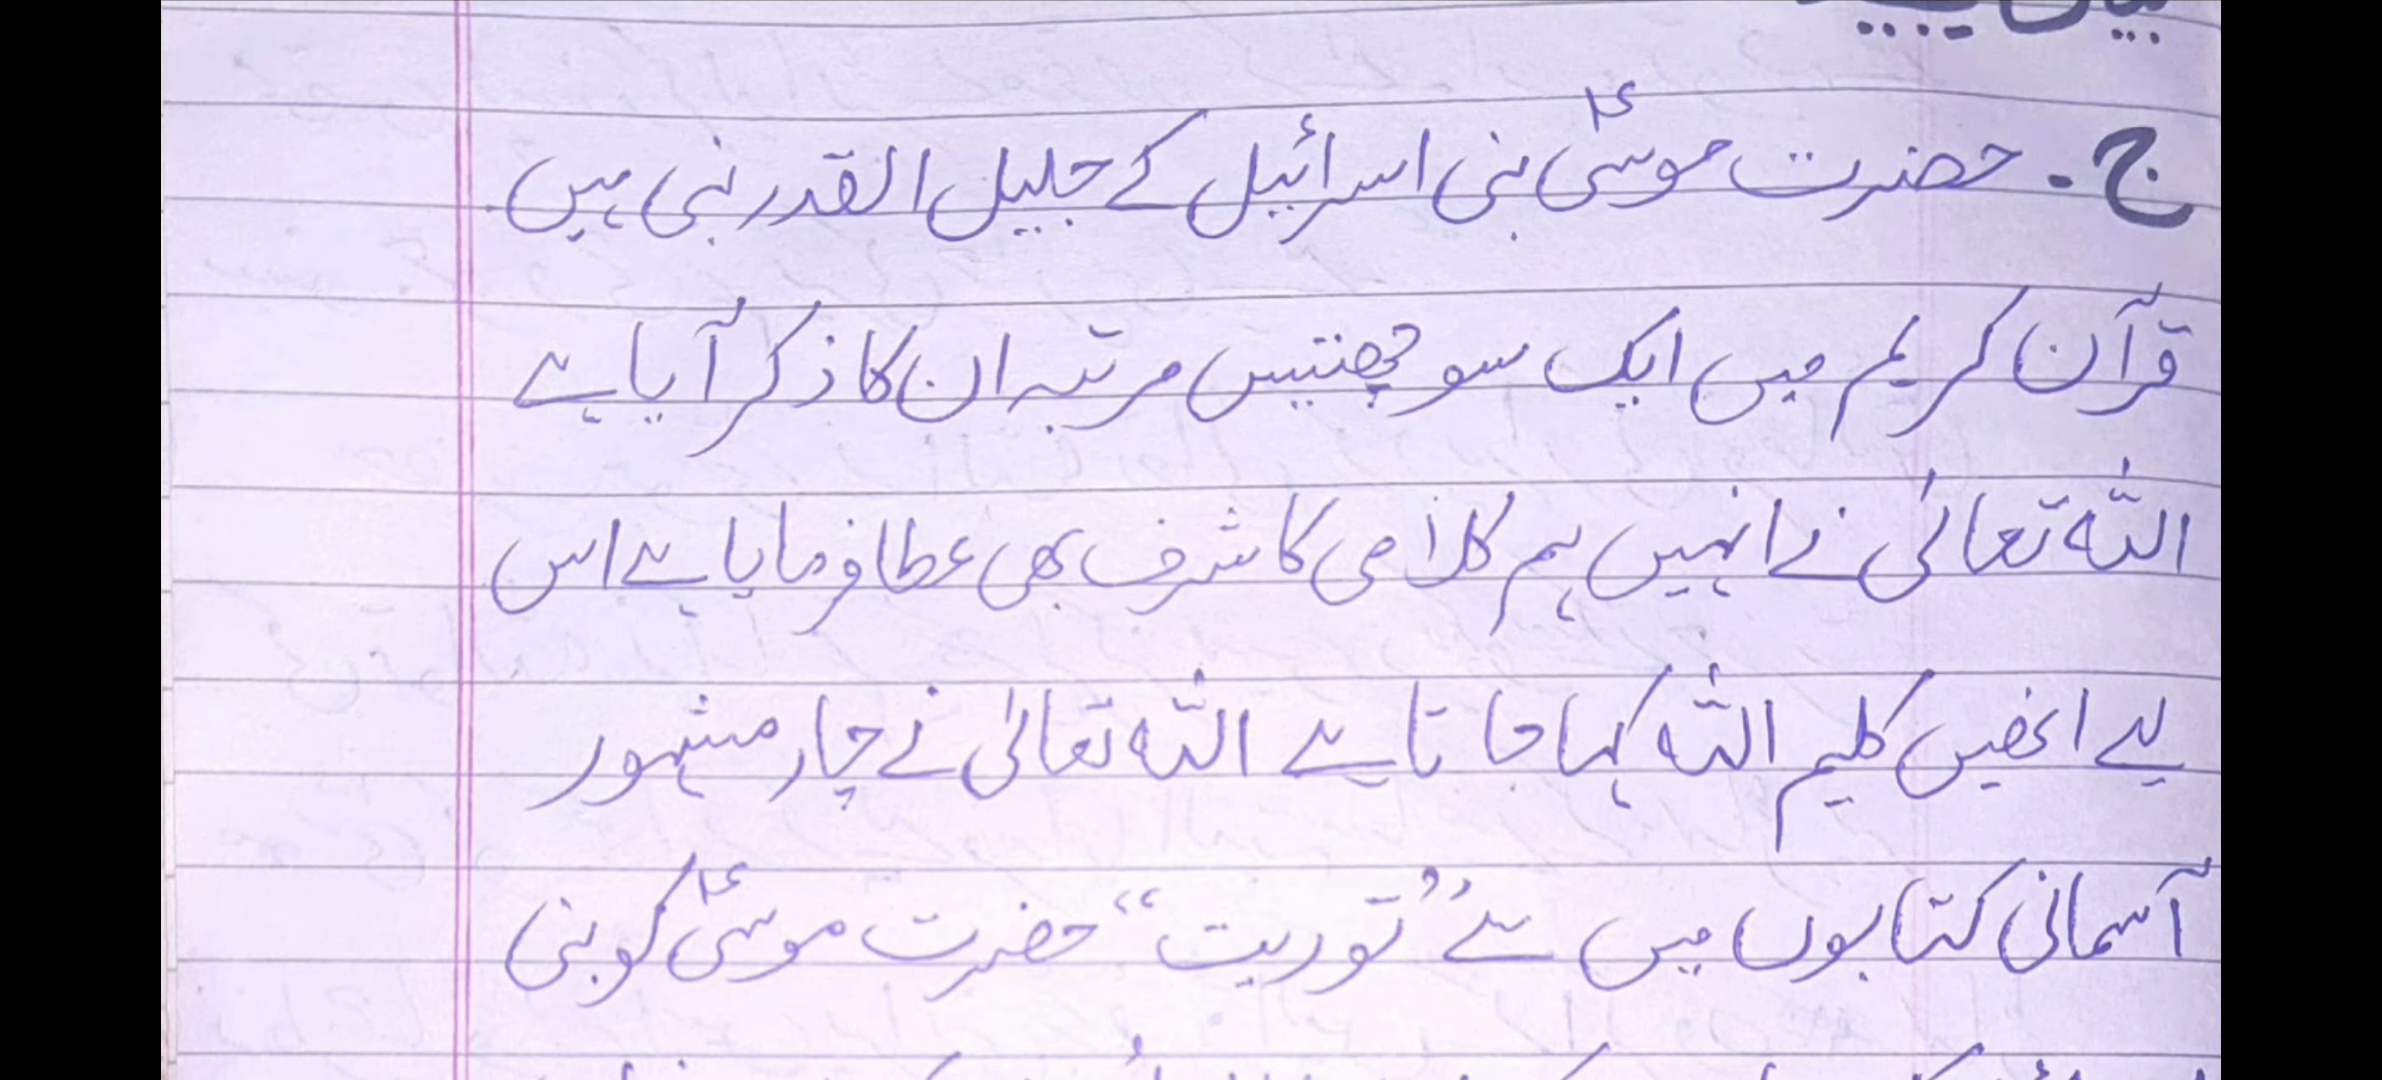 ج۔ حضرت موسیٰؑ بنی اسرائیل کے جلیل القدر نبی ہیں۔
قرآن کریم میں ایک سو چھتیس مرتبہ ان کا ذکر آیا ہے
اللہ تعالیٰ نے انہیں ہم کلامی کا شرف بھی عطا فرمایا ہے اس
لیے انھیں کلیم اللہ کہا جاتا ہے اللہ تعالیٰ نے چار مشہور
آسمانی کتابوں میں سے ”توریت“ حضرت موسیٰؑ کو بنی